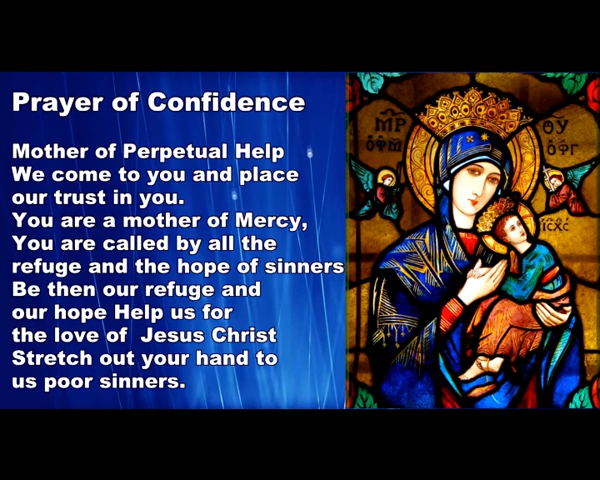 Prayer of Confidence
Mother of Perpetual Help
We come to you and place
our trust in you.
You are a mother of Mercy,
You are called by all the
refuge and the hope of sinners
Be then our refuge and
our hope Help us for
the love of  Jesus Christ
Stretch out your hand to
us poor sinners.
ΜΡ
ΘΥ
ΙϹΧϹ